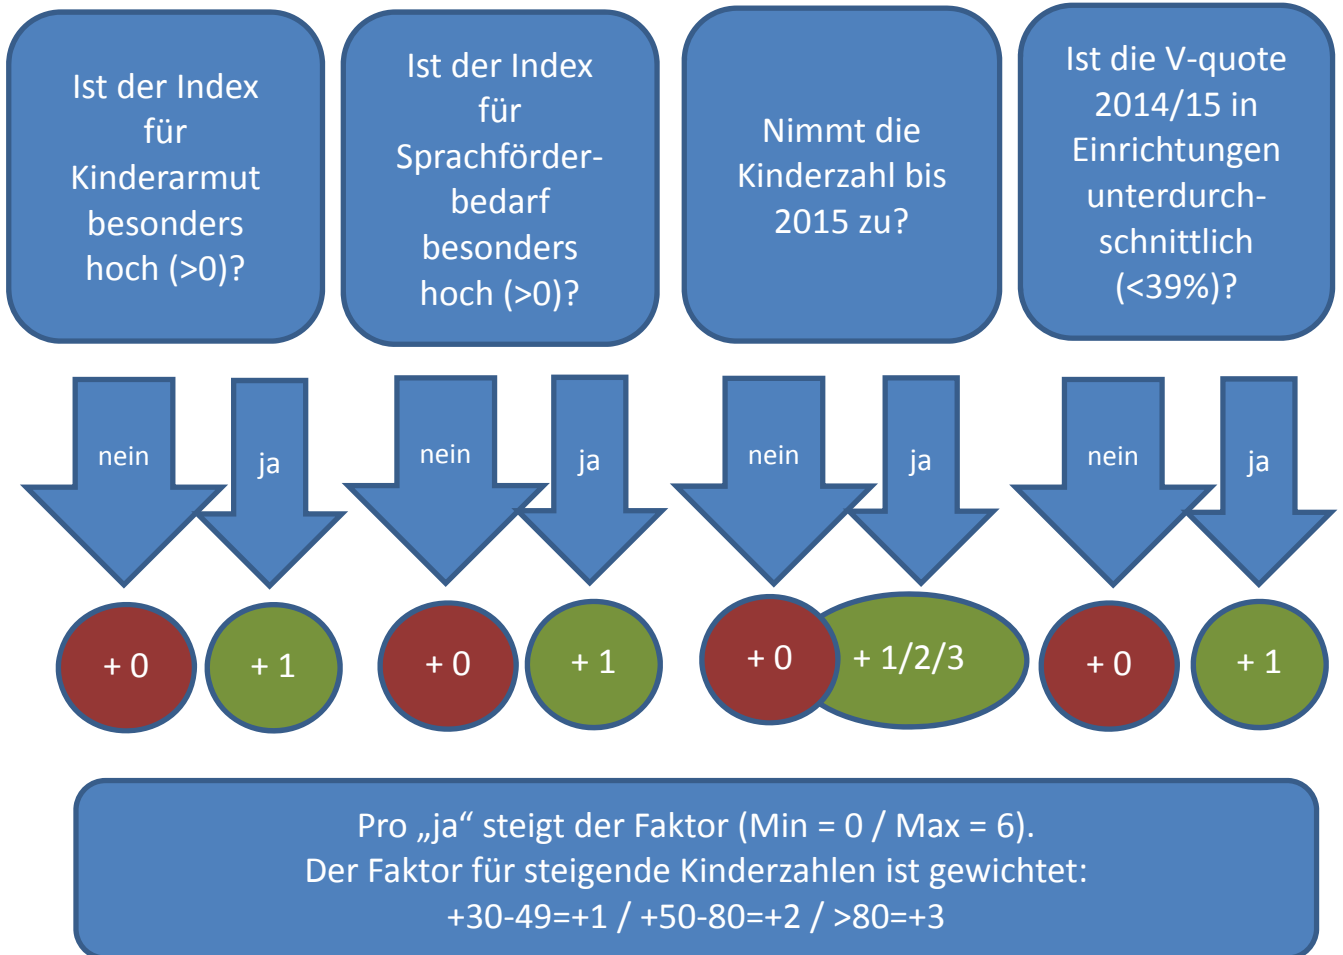 Ist der Index
für
Kinderarmut
besonders
hoch (>0)?
Ist der Index
für
Sprachförder-
bedarf
besonders
hoch (>0)?
Nimmt die
Kinderzahl bis
2015 zu?
Ist die V-quote
2014/15 in
Einrichtungen
unterdurch-
schnittlich
(<39%)?
nein
ja
nein
ja
nein
ja
nein
ja
+ 0
+ 1
+ 0
+ 1
+ 0
+ 1/2/3
+ 0
+ 1
Pro „ja“ steigt der Faktor (Min = 0 / Max = 6).
Der Faktor für steigende Kinderzahlen ist gewichtet:
+30-49=+1 / +50-80=+2 / >80=+3